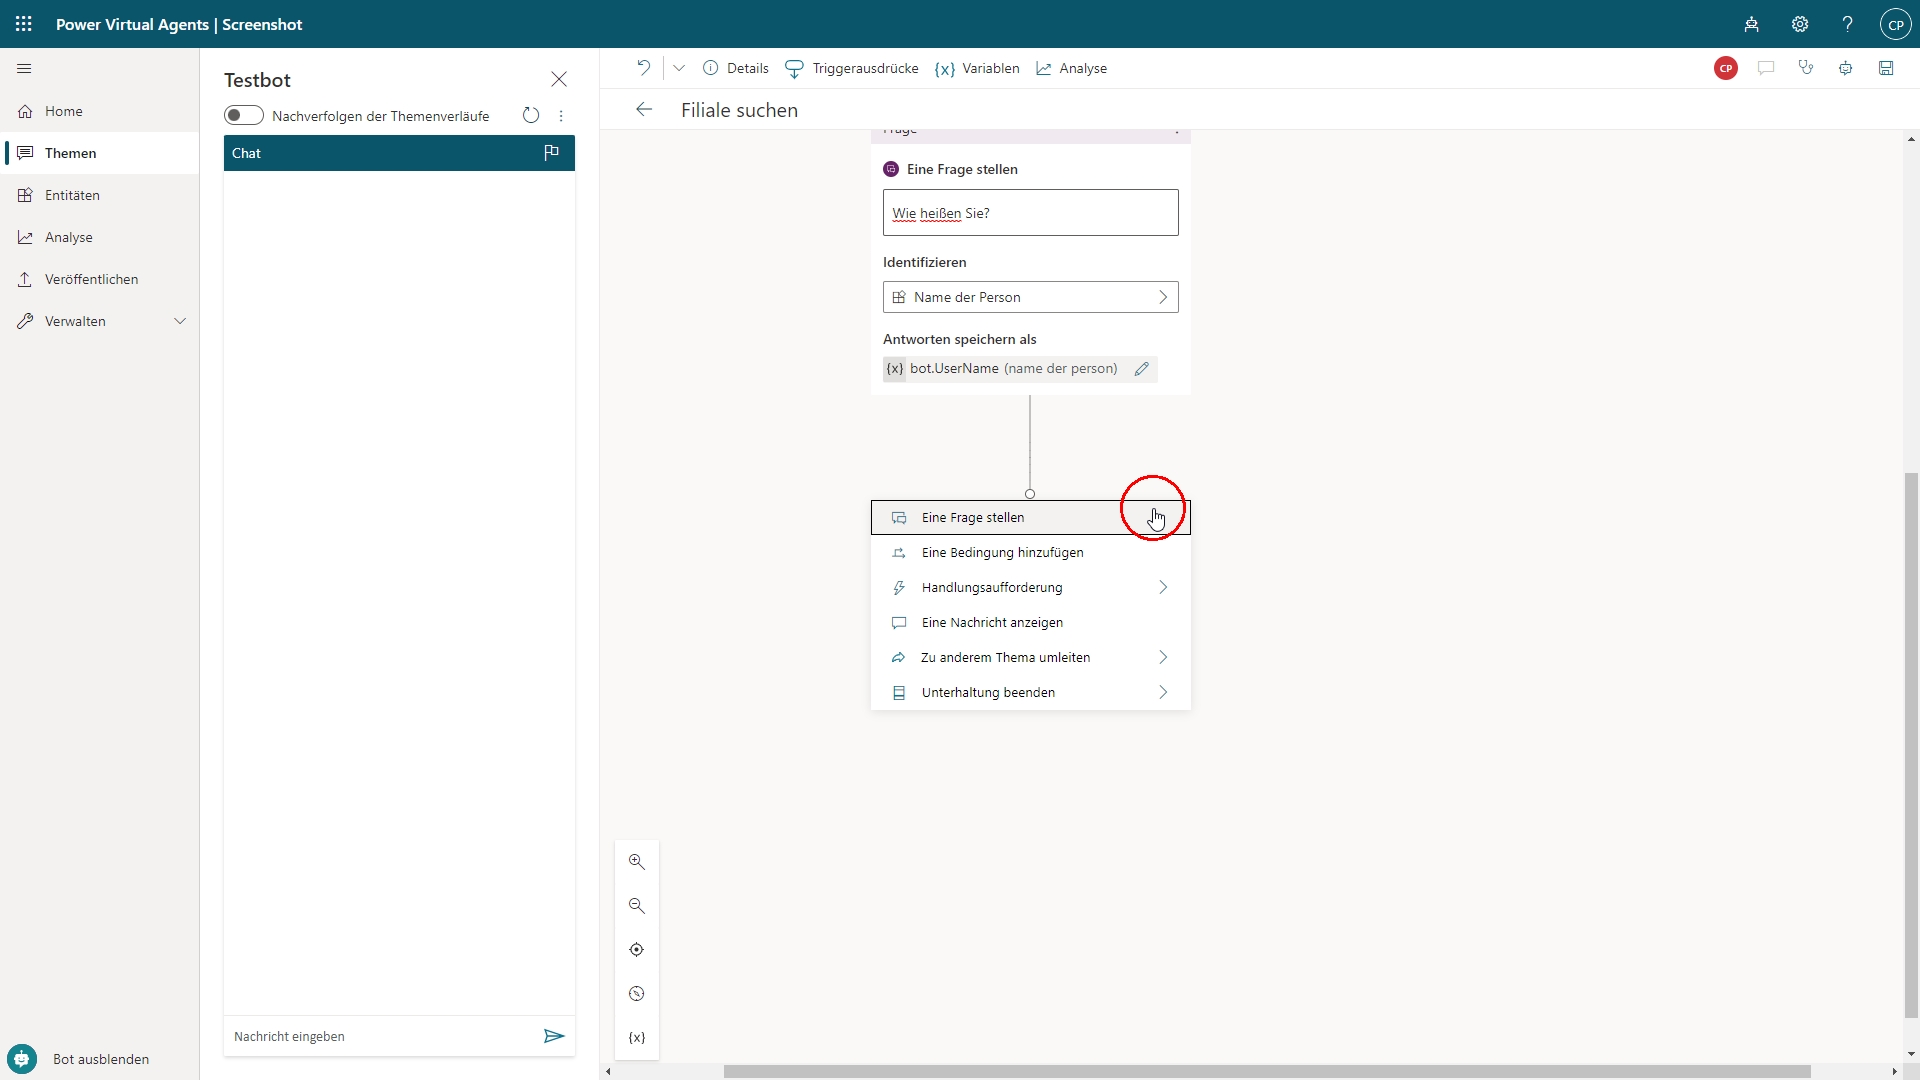 Power Virtual Agents | Screenshot
CP
Home
Themen
Entitäten
Analyse
Veröffentlichen
Verwalten
Bot ausblenden
Testbot
Nachverfolgen der Themenverläufe
Chat
Nachricht eingeben
Details
Triggerausdrücke
{x} Variablen
Analyse
CP
Filiale suchen
Frage
Eine Frage stellen
Wie heißen Sie?
Identifizieren
Name der Person
Antworten speichern als
{x} bot.UserName (name der person)
Eine Frage stellen
Eine Bedingung hinzufügen
Handlungsaufforderung
Eine Nachricht anzeigen
Zu anderem Thema umleiten
Unterhaltung beenden
{x}